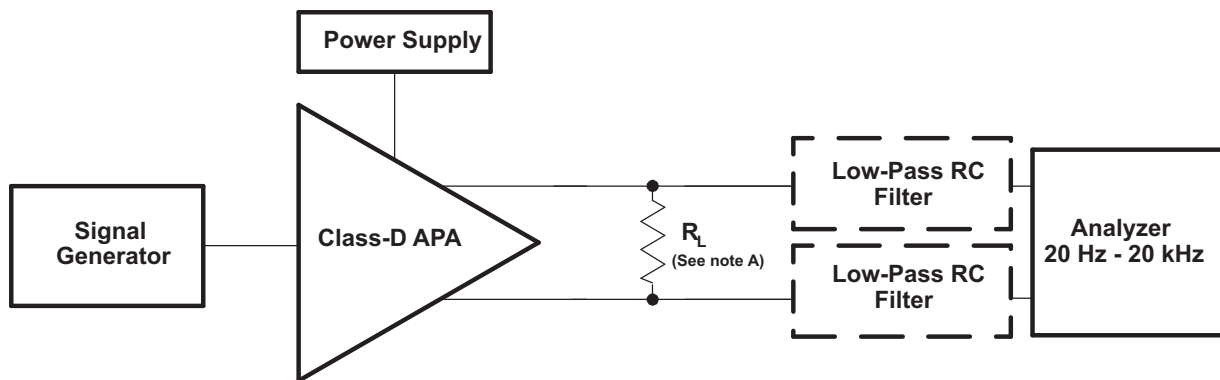 Power Supply
Signal
Generator
Class-D APA
R_L
(See note A)
Low-Pass RC
Filter
Low-Pass RC
Filter
Analyzer
20 Hz - 20 kHz